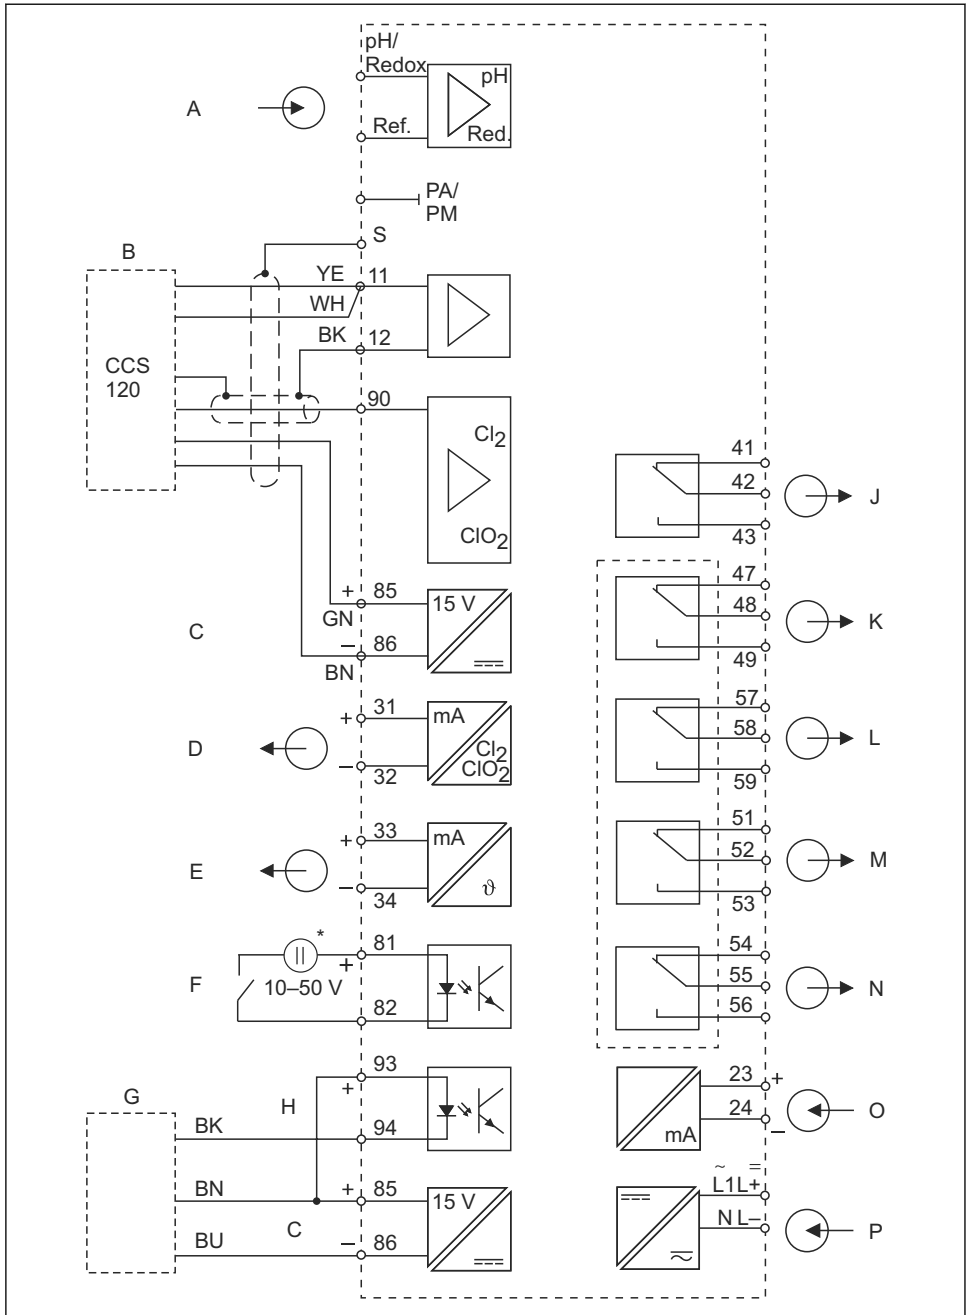 pH/
Redox
pH
A
Ref.
Red.
PA/
PM
S
B
YE 11
WH
BK 12
CCS
120
90
Cl2
ClO2
+ 85
GN
15 V
C
– 86
BN
+ 31
mA
D
Cl2
ClO2
– 32
+ 33
mA
E
ϑ
– 34
*
81
+
F
10–50 V
82
93
+
G
H
BK
94
BN
+ 85
15 V
C
BU
– 86
41
42
J
43
47
48
K
49
57
58
L
59
51
52
M
53
54
55
N
56
23 +
24
O
mA
–
~ =
L1L+
N L–
P